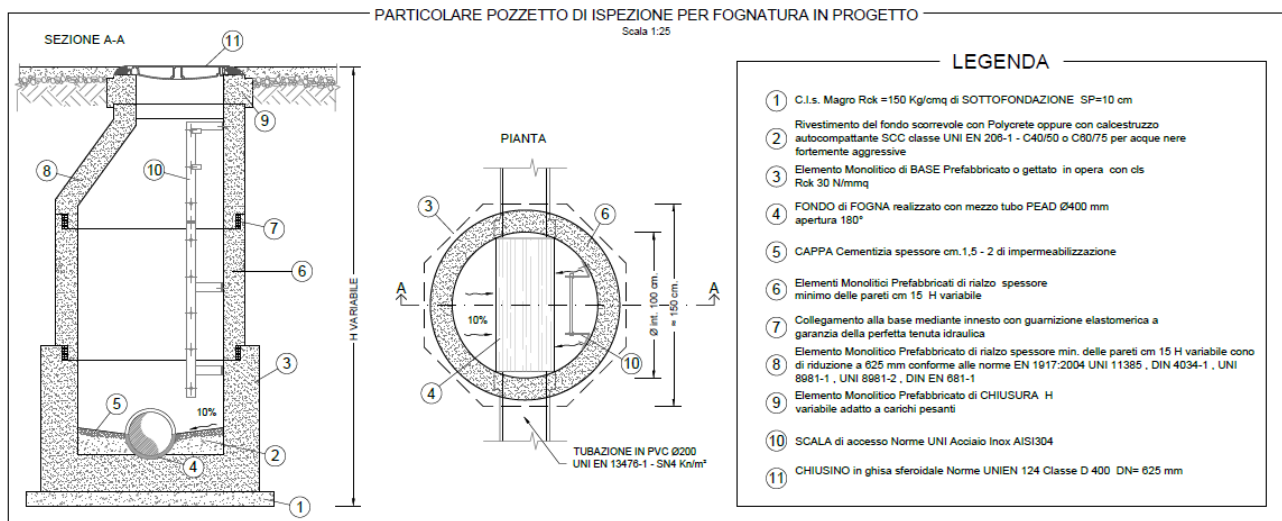 PARTICOLARE POZZETTO DI ISPEZIONE PER FOGNATURA IN PROGETTO
Scala 1:25
SEZIONE A-A
11
9
10
8
7
6
H VARIABILE
3
5
10%
2
4
1
PIANTA
3
6
A
A
10%
Ø int. 100 cm.
≈ 150 cm.
10
4
TUBAZIONE IN PVC Ø200
UNI EN 13476-1 - SN4 Kn/m²
LEGENDA
1 C.l.s. Magro Rck =150 Kg/cmq di SOTTOFONDAZIONE SP=10 cm
2 Rivestimento del fondo scorrevole con Polycrete oppure con calcestruzzo
autocompattante SCC classe UNI EN 206-1 - C40/50 o C60/75 per acque nere
fortemente aggressive
3 Elemento Monolitico di BASE Prefabbricato o gettato in opera con cls
Rck 30 N/mmq
4 FONDO di FOGNA realizzato con mezzo tubo PEAD Ø400 mm
apertura 180°
5 CAPPA Cementizia spessore cm.1,5 - 2 di impermeabilizzazione
6 Elementi Monolitici Prefabbricati di rialzo spessore
minimo delle pareti cm 15 H variabile
7 Collegamento alla base mediante innesto con guarnizione elastomerica a
garanzia della perfetta tenuta idraulica
8 Elemento Monolitico Prefabbricato di rialzo spessore min. delle pareti cm 15 H variabile cono
di riduzione a 625 mm conforme alle norme EN 1917:2004 UNI 11385 , DIN 4034-1 , UNI
8981-1 , UNI 8981-2 , DIN EN 681-1
9 Elemento Monolitico Prefabbricato di CHIUSURA H
variabile adatto a carichi pesanti
10 SCALA di accesso Norme UNI Acciaio Inox AISI304
11 CHIUSINO in ghisa sferoidale Norme UNIEN 124 Classe D 400 DN= 625 mm